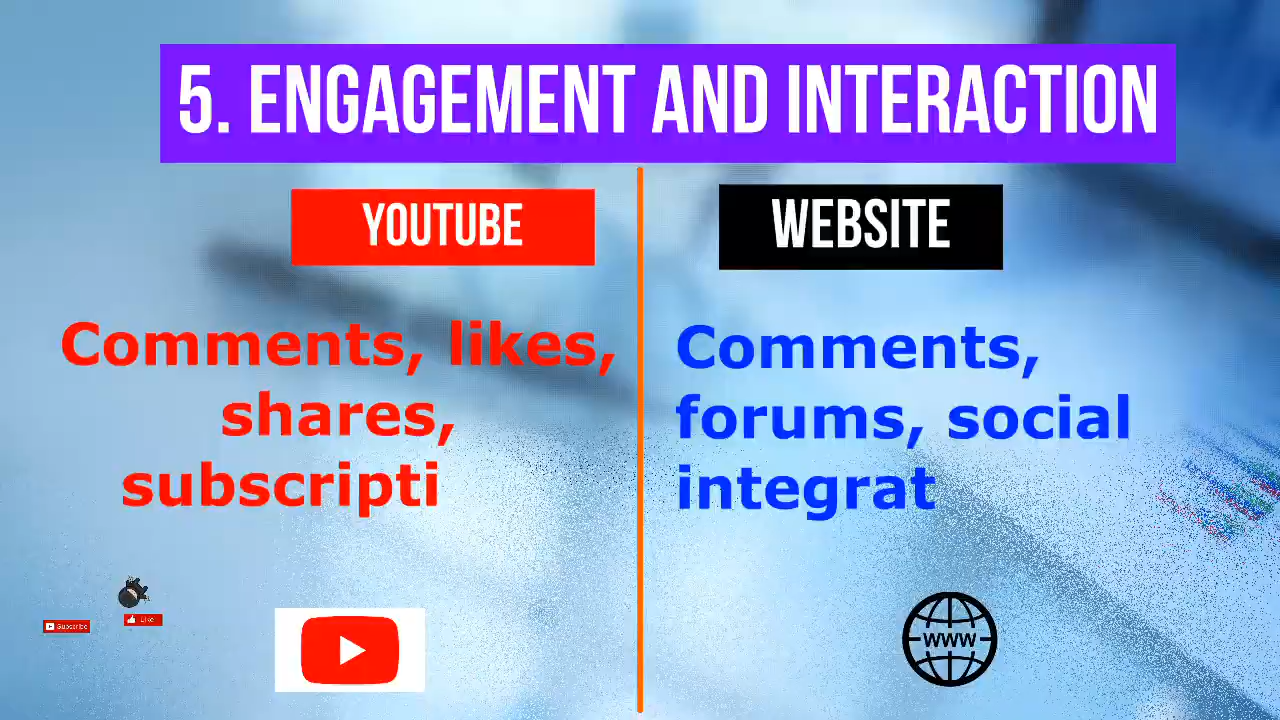 5. ENGAGEMENT AND INTERACTION
YOUTUBE
Comments, likes,
shares,
subscripti
WEBSITE
Comments,
forums, social
integrat
Subscribe
Like
WWW